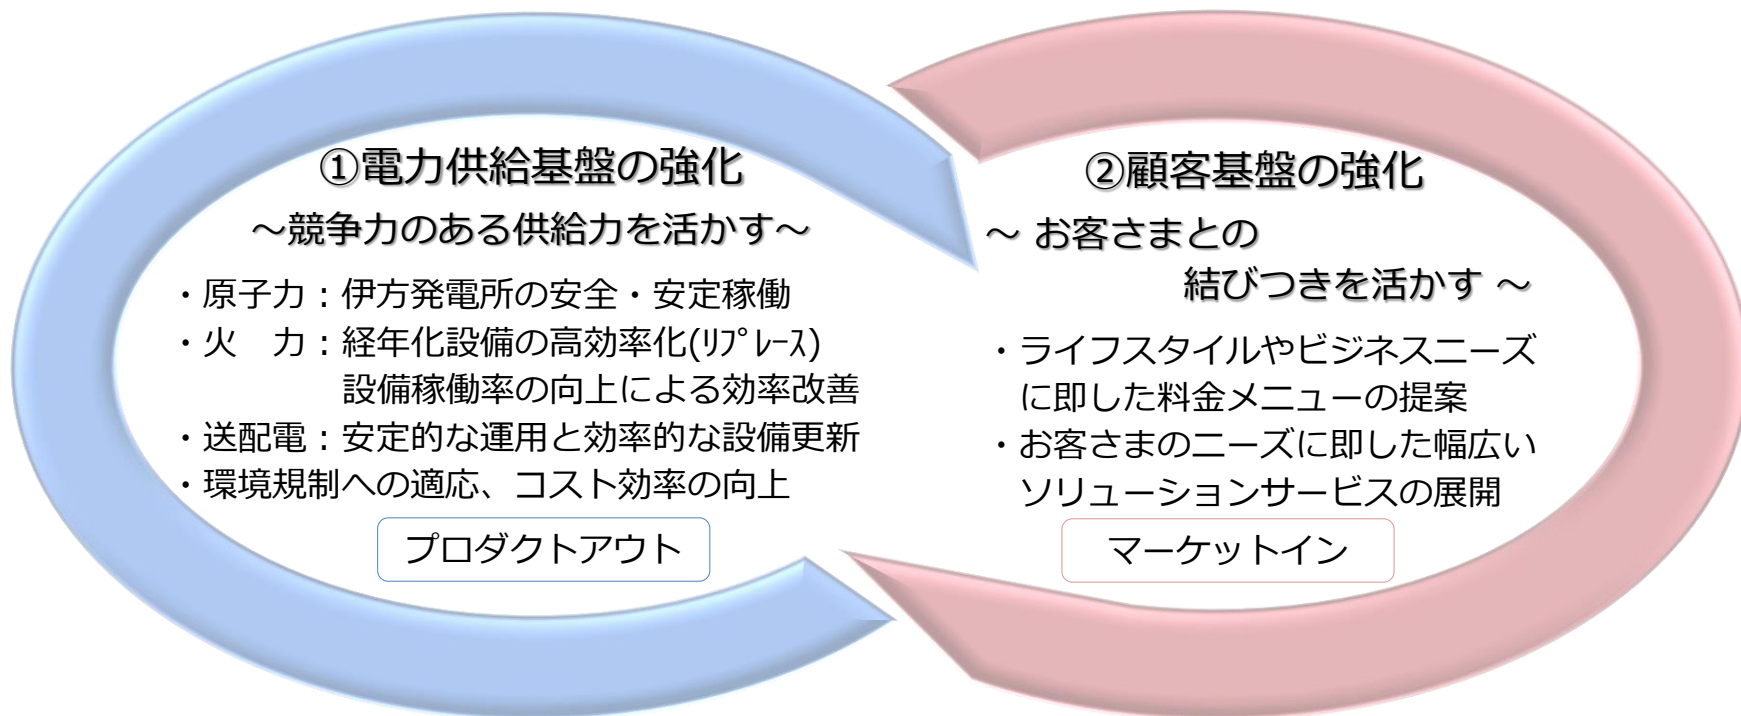 ①電力供給基盤の強化
～競争力のある供給力を活かす～
・原子力：伊方発電所の安全・安定稼働
・火　力：経年化設備の高効率化(ﾘﾌﾟﾚｰｽ)
設備稼働率の向上による効率改善
・送配電：安定的な運用と効率的な設備更新
・環境規制への適応、コスト効率の向上
プロダクトアウト
②顧客基盤の強化
～ お客さまとの
結びつきを活かす ～
・ライフスタイルやビジネスニーズ
に即した料金メニューの提案
・お客さまのニーズに即した幅広い
ソリューションサービスの展開
マーケットイン